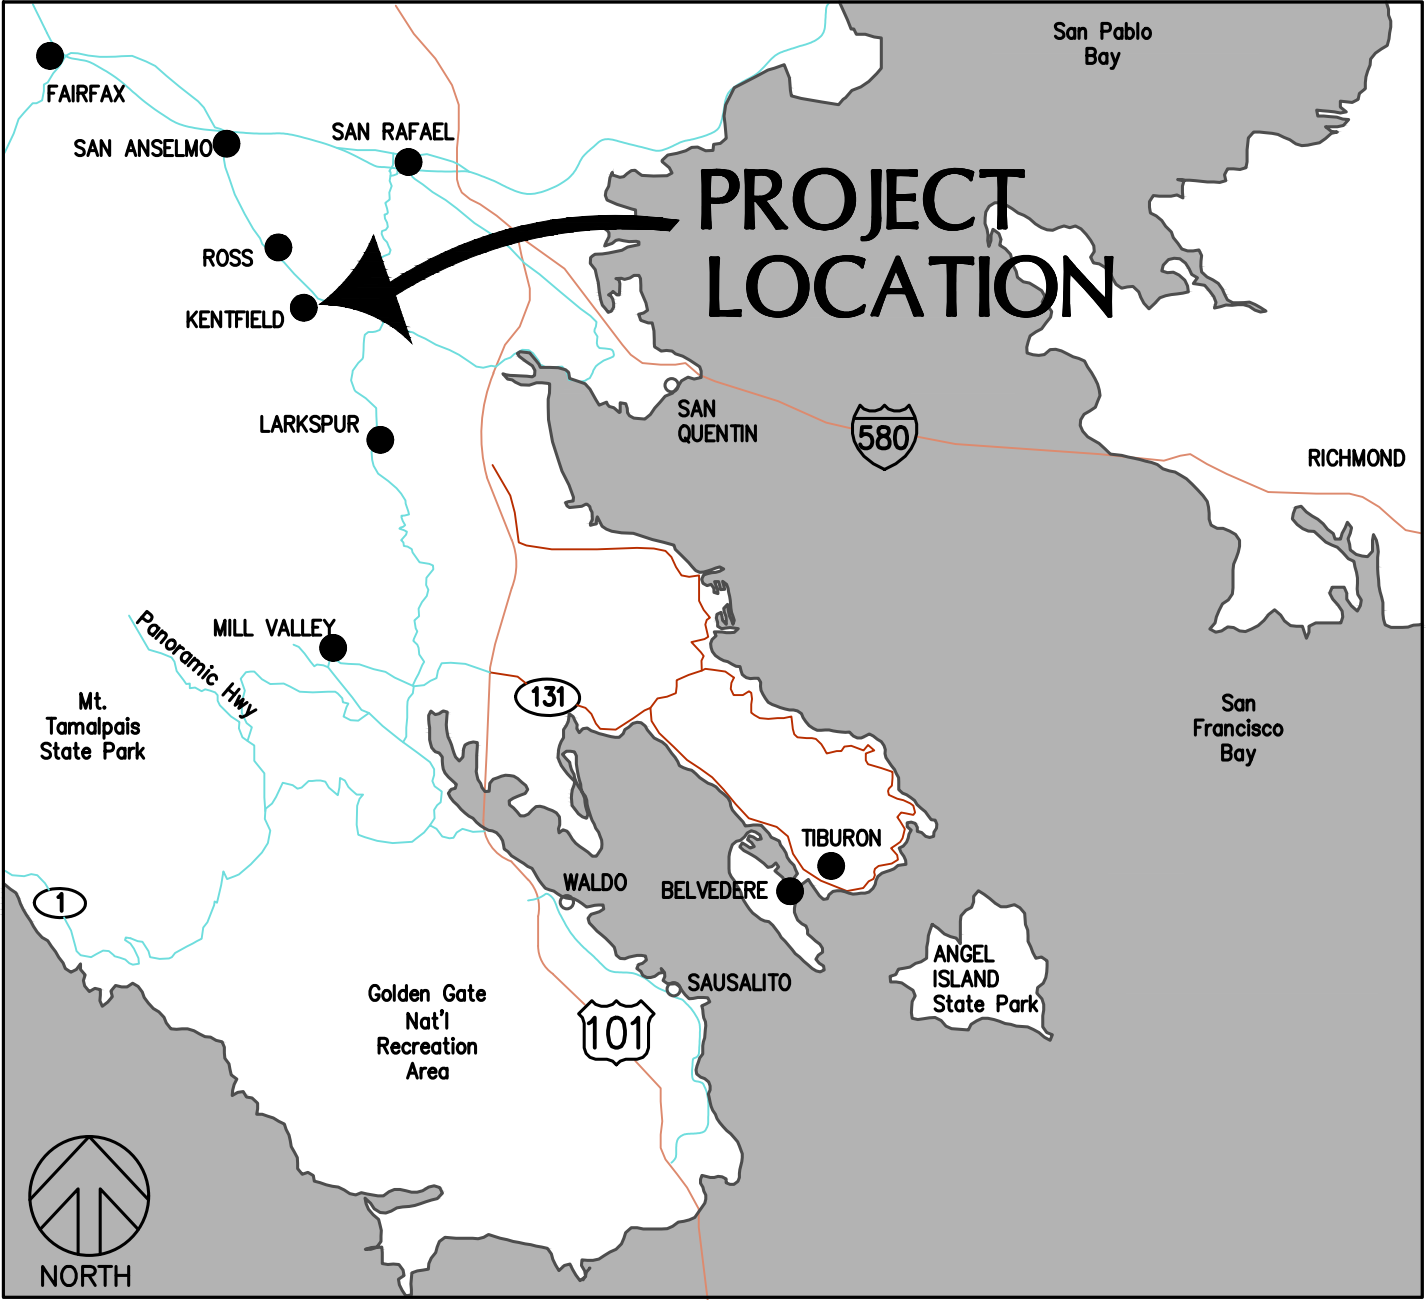 San Pablo
Bay
FAIRFAX
SAN ANSELMO
SAN RAFAEL
PROJECT
LOCATION
ROSS
KENTFIELD
SAN
QUENTIN
580
LARKSPUR
RICHMOND
MILL VALLEY
Panoramic Hwy
131
Mt.
Tamalpais
State Park
San
Francisco
Bay
TIBURON
BELVEDERE
WALDO
1
ANGEL
ISLAND
State Park
SAUSALITO
Golden Gate
Nat'l
Recreation
Area
101
NORTH